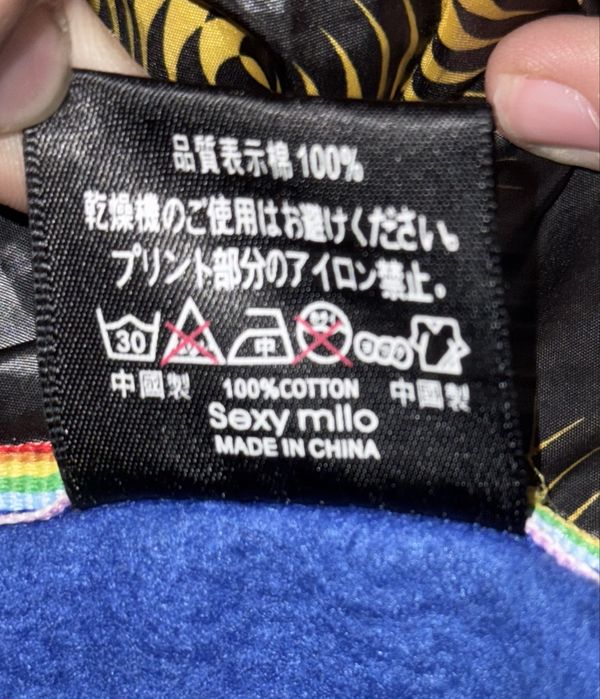 品質表示棉100%
乾燥機のご使用はお避けください。
プリント部分のアイロン禁止.
30 中
中國製 100%COTTON 中國製
Sexy milo
MADE IN CHINA